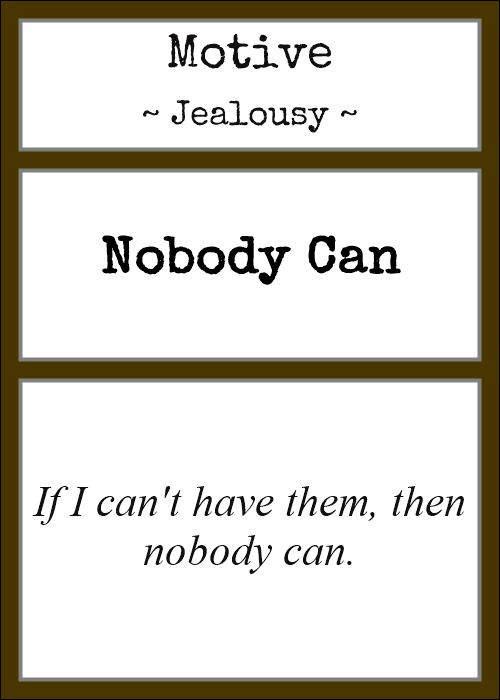 Motive
~ Jealousy ~
Nobody Can
If I can't have them, then
nobody can.